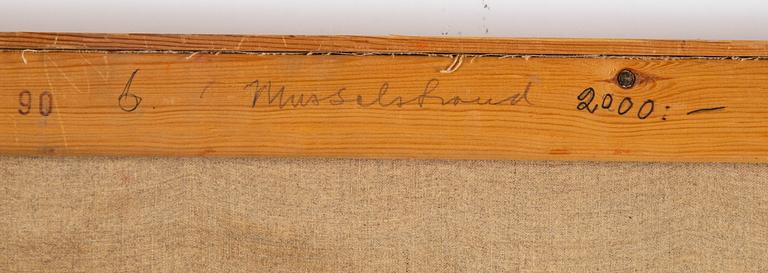 90 6. Musselstrand 2000:-